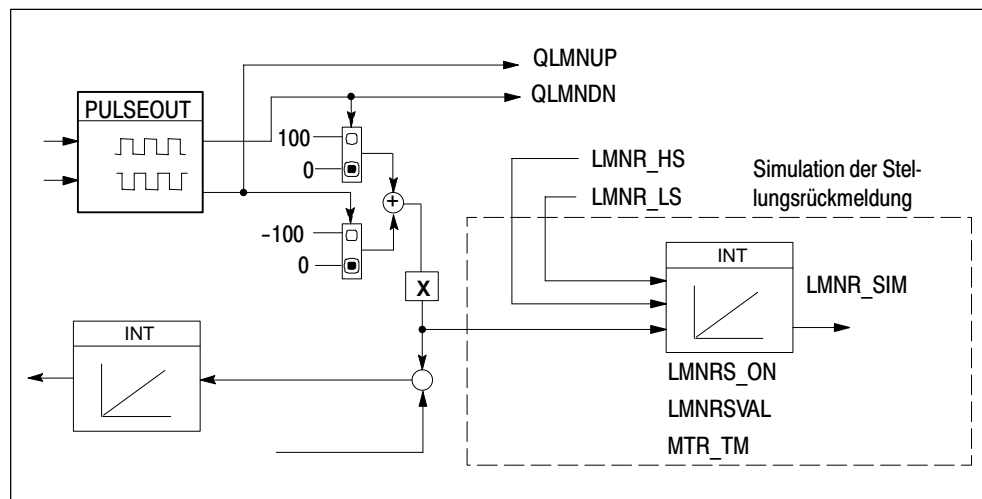 QLMNUP
QLMNDN
PULSEOUT
100
0
-100
0
+
X
LMNR_HS
LMNR_LS
Simulation der Stel-
lungsrückmeldung
INT
LMNR_SIM
LMNRS_ON
LMNRSVAL
MTR_TM
INT